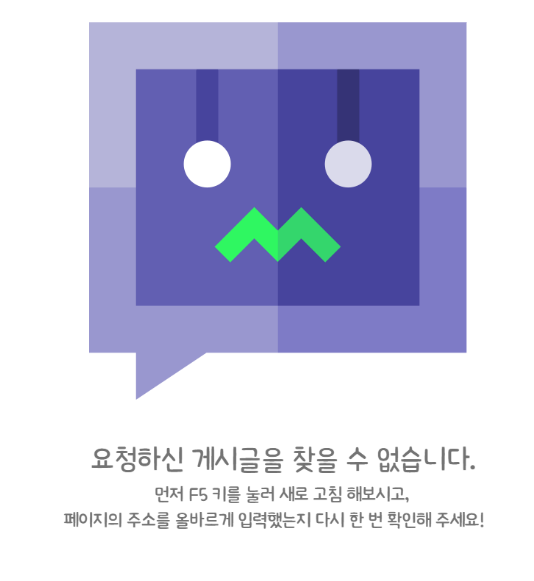 요청하신 게시글을 찾을 수 없습니다.
먼저 F5 키를 눌러 새로 고침 해보시고,
페이지의 주소를 올바르게 입력했는지 다시 한 번 확인해 주세요!